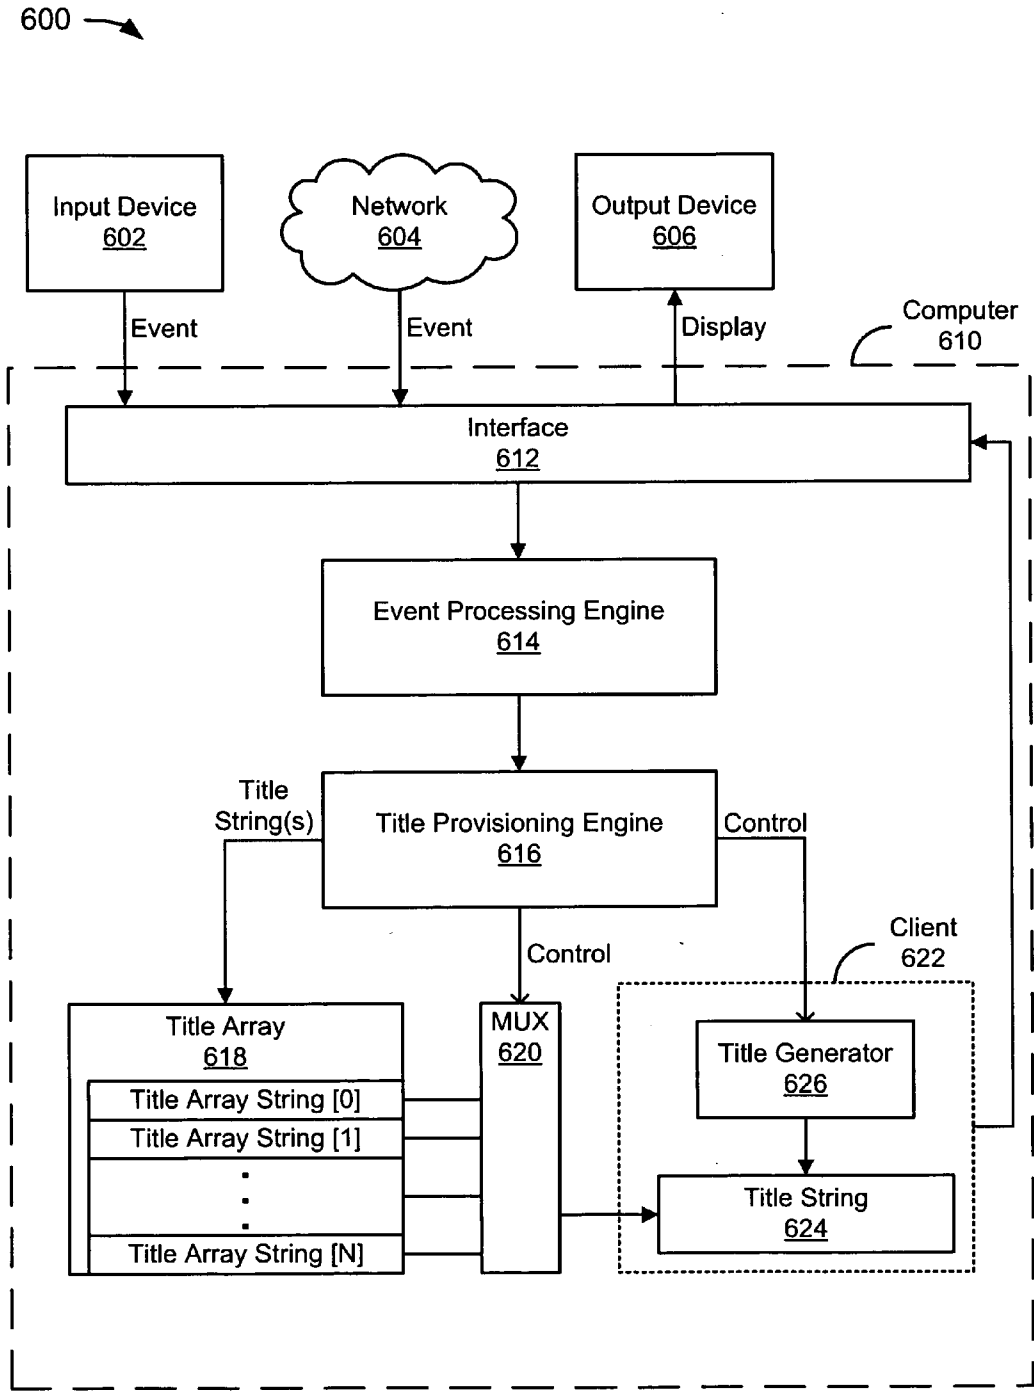 600
Input Device
602
Network
604
Output Device
606
Event
Event
Display
Computer
610
Interface
612
Event Processing Engine
614
Title
String(s)
Title Provisioning Engine
616
Control
Control
Client
622
Title Array
618
Title Array String [0]
Title Array String [1]
Title Array String [N]
MUX
620
Title Generator
626
Title String
624